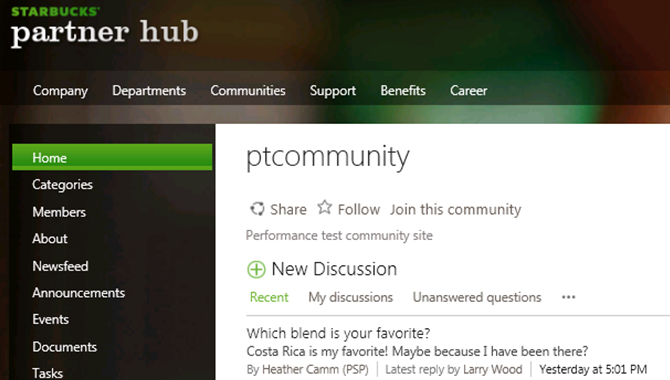 STARBUCKS
partner hub
Company Departments Communities Support Benefits Career
Home
Categories
Members
About
Newsfeed
Announcements
Events
Documents
Tasks
ptcommunity
Share Follow Join this community
Performance test community site
New Discussion
Recent My discussions Unanswered questions •••
Which blend is your favorite?
Costa Rica is my favorite! Maybe because I have been there?
By Heather Camm (PSP) | Latest reply by Larry Wood | Yesterday at 5:01 PM